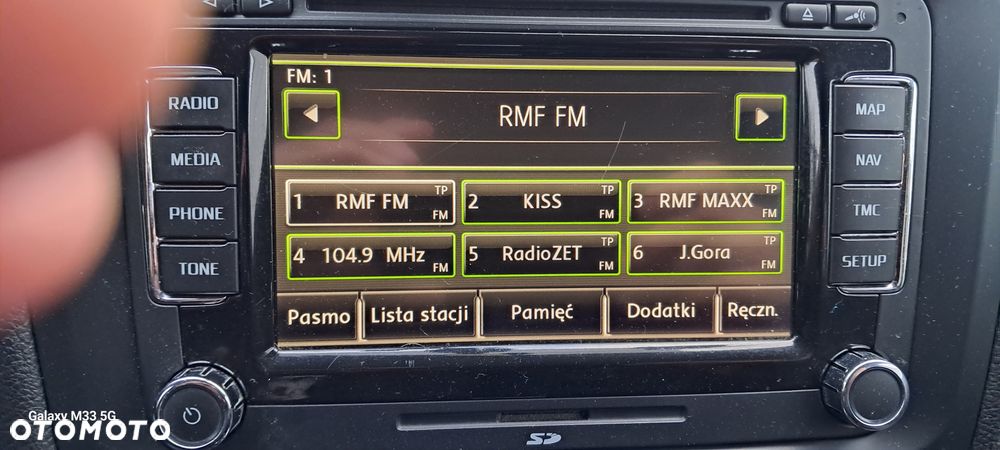 FM: 1
RMF FM
RADIO
MEDIA
PHONE
TONE
MAP
NAV
TMC
SETUP
1 RMF FM TP FM
2 KISS TP FM
3 RMF MAXX TP FM
4 104.9 MHz FM
5 RadioZET TP FM
6 J.Gora TP FM
Pasmo
Lista stacji
Pamięć
Dodatki
Ręczn.
SD
Galaxy M33 5G
OTOMOTO